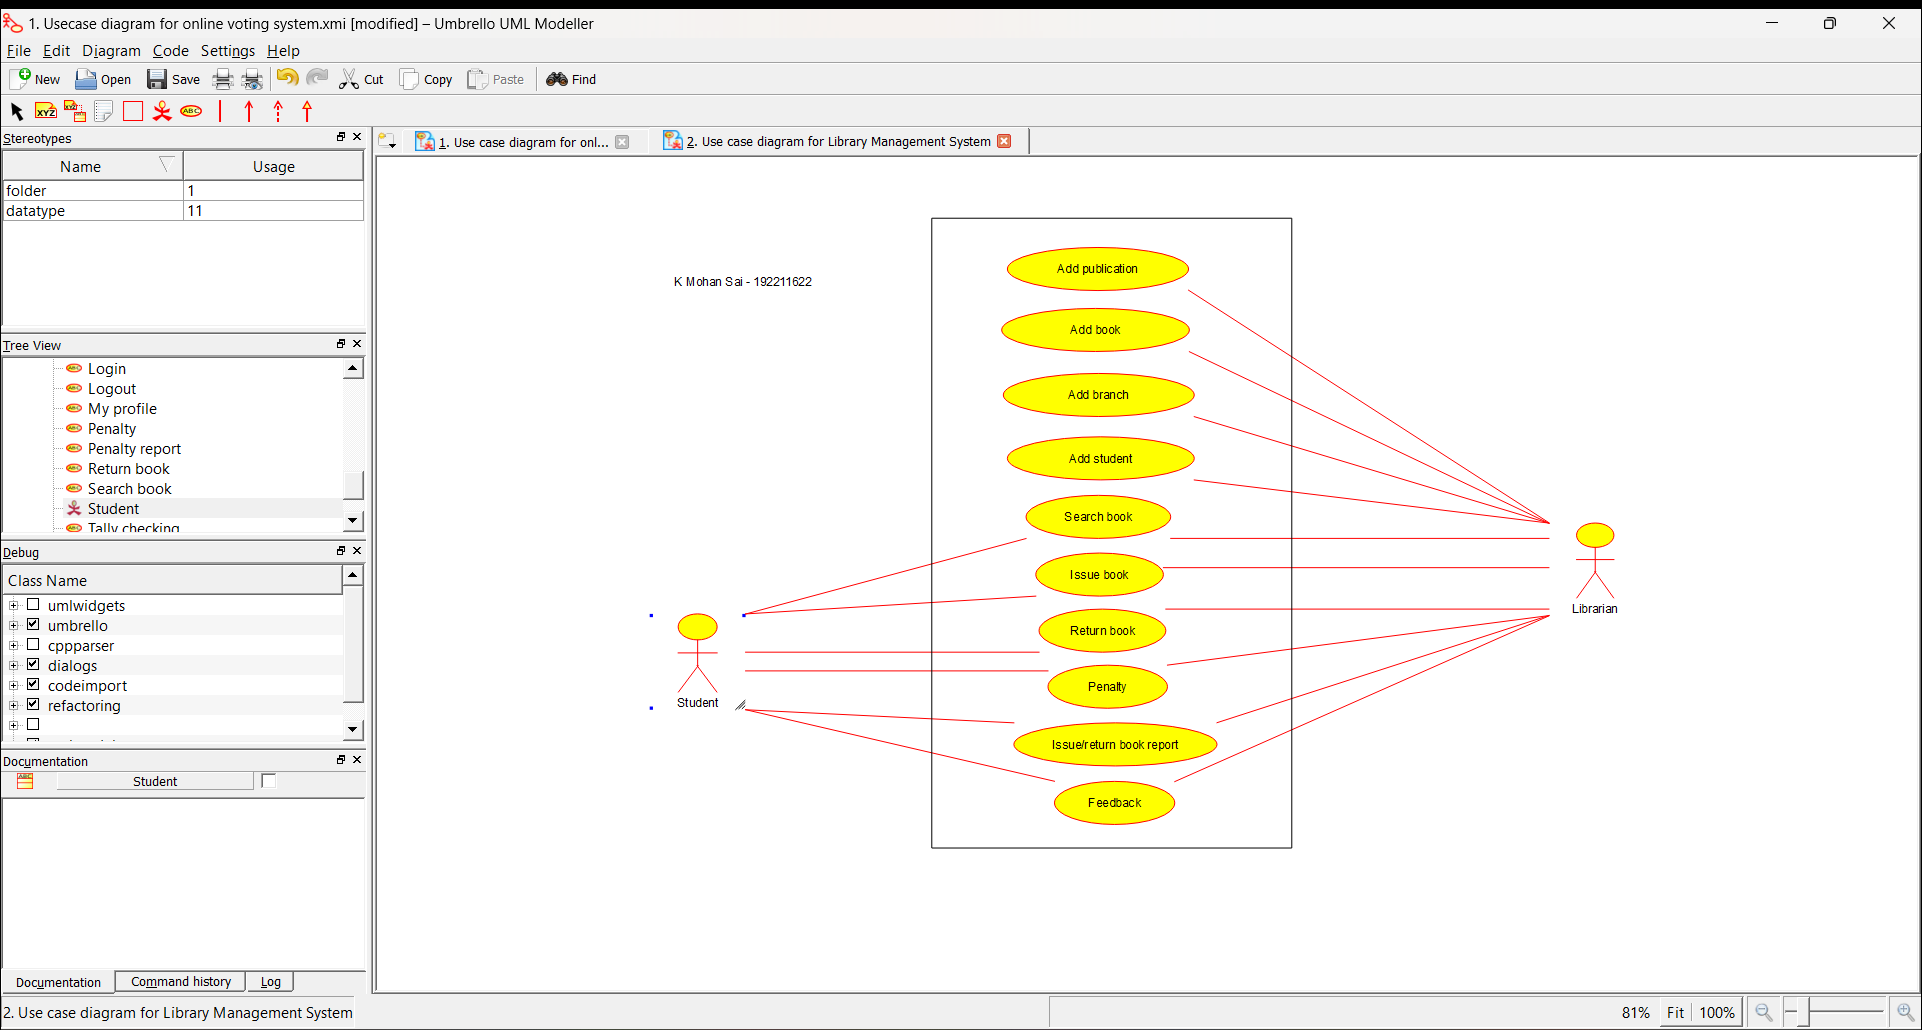 1. Usecase diagram for online voting system.xmi [modified] – Umbrello UML Modeller
File Edit Diagram Code Settings Help
New Open Save Cut Copy Paste Find
XYZ XYZ ABC
Stereotypes
Name Usage
folder 1
datatype 11
Tree View
Login
Logout
My profile
Penalty
Penalty report
Return book
Search book
Student
Tally checking
Debug
Class Name
umlwidgets
umbrello
cppparser
dialogs
codeimport
refactoring
Documentation
Student
Documentation Command history Log
1. Use case diagram for onl... 2. Use case diagram for Library Management System
K Mohan Sai - 192211622
Add publication
Add book
Add branch
Add student
Search book
Issue book
Return book
Penalty
Issue/return book report
Feedback
Student
Librarian
2. Use case diagram for Library Management System
81% Fit 100%